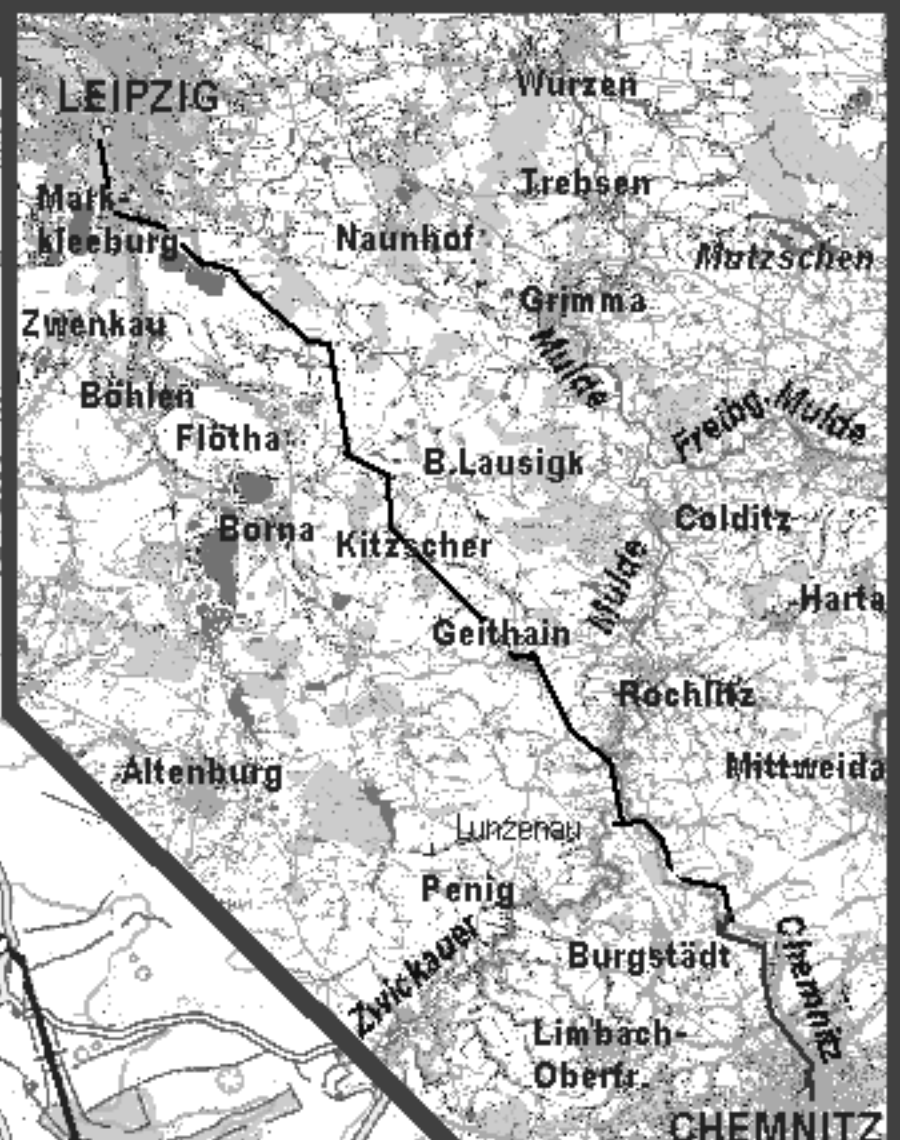 LEIPZIG
Wurzen
Mark-
kleeburg
Trebsen
Naunhof
Mutzschen
Grimma
Zwenkau
Mulde
Böhlen
Freibg. Mulde
Flötha
B.Lausigk
Colditz
Borna
Kitzscher
Mulde
Harta
Geithain
Rochlitz
Altenburg
Mittweida
Lunzenau
Penig
Zwickauer
Burgstädt
Chemnitz
Limbach-
Oberfr.
CHEMNITZ